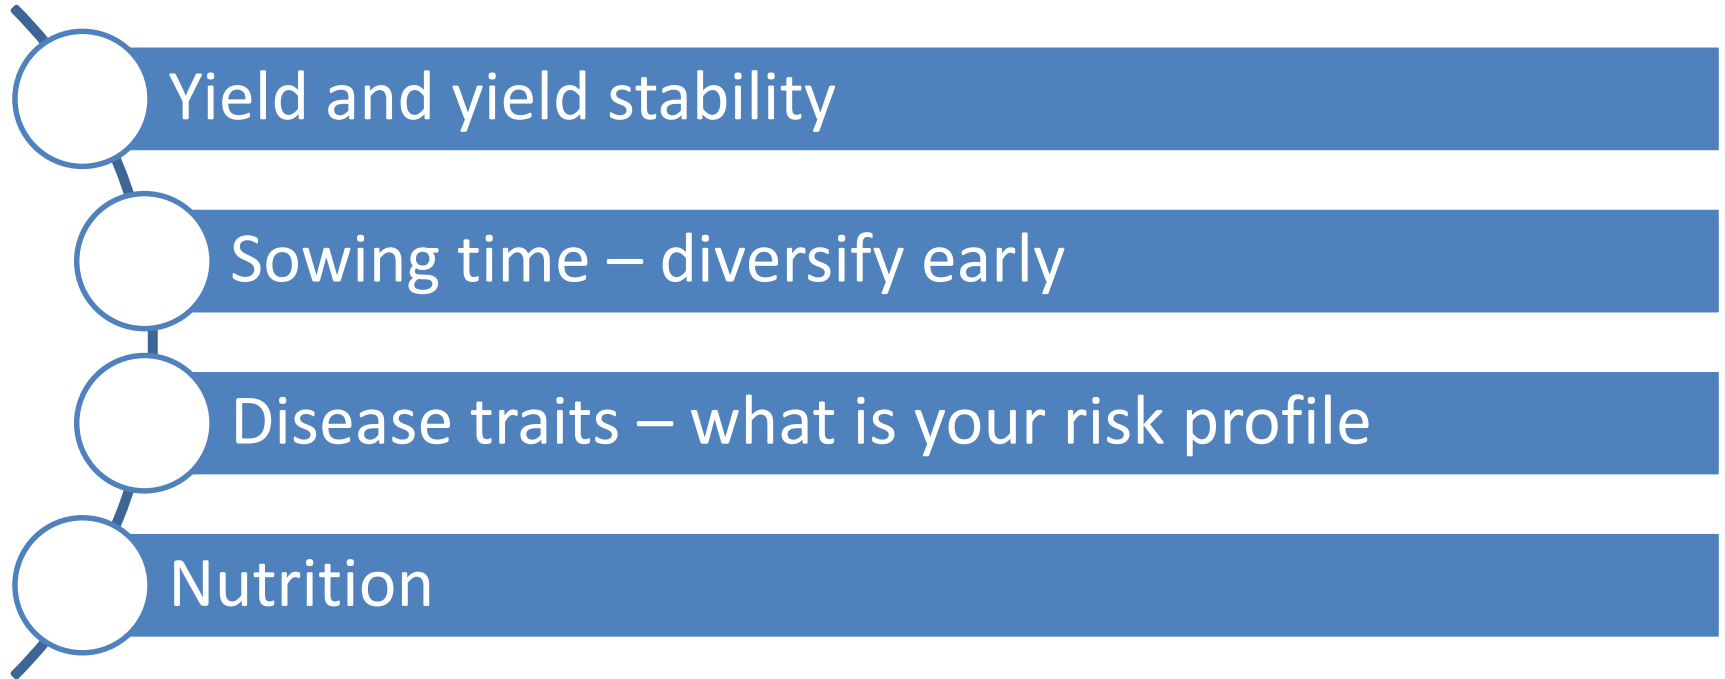 Yield and yield stability
Sowing time – diversify early
Disease traits – what is your risk profile
Nutrition